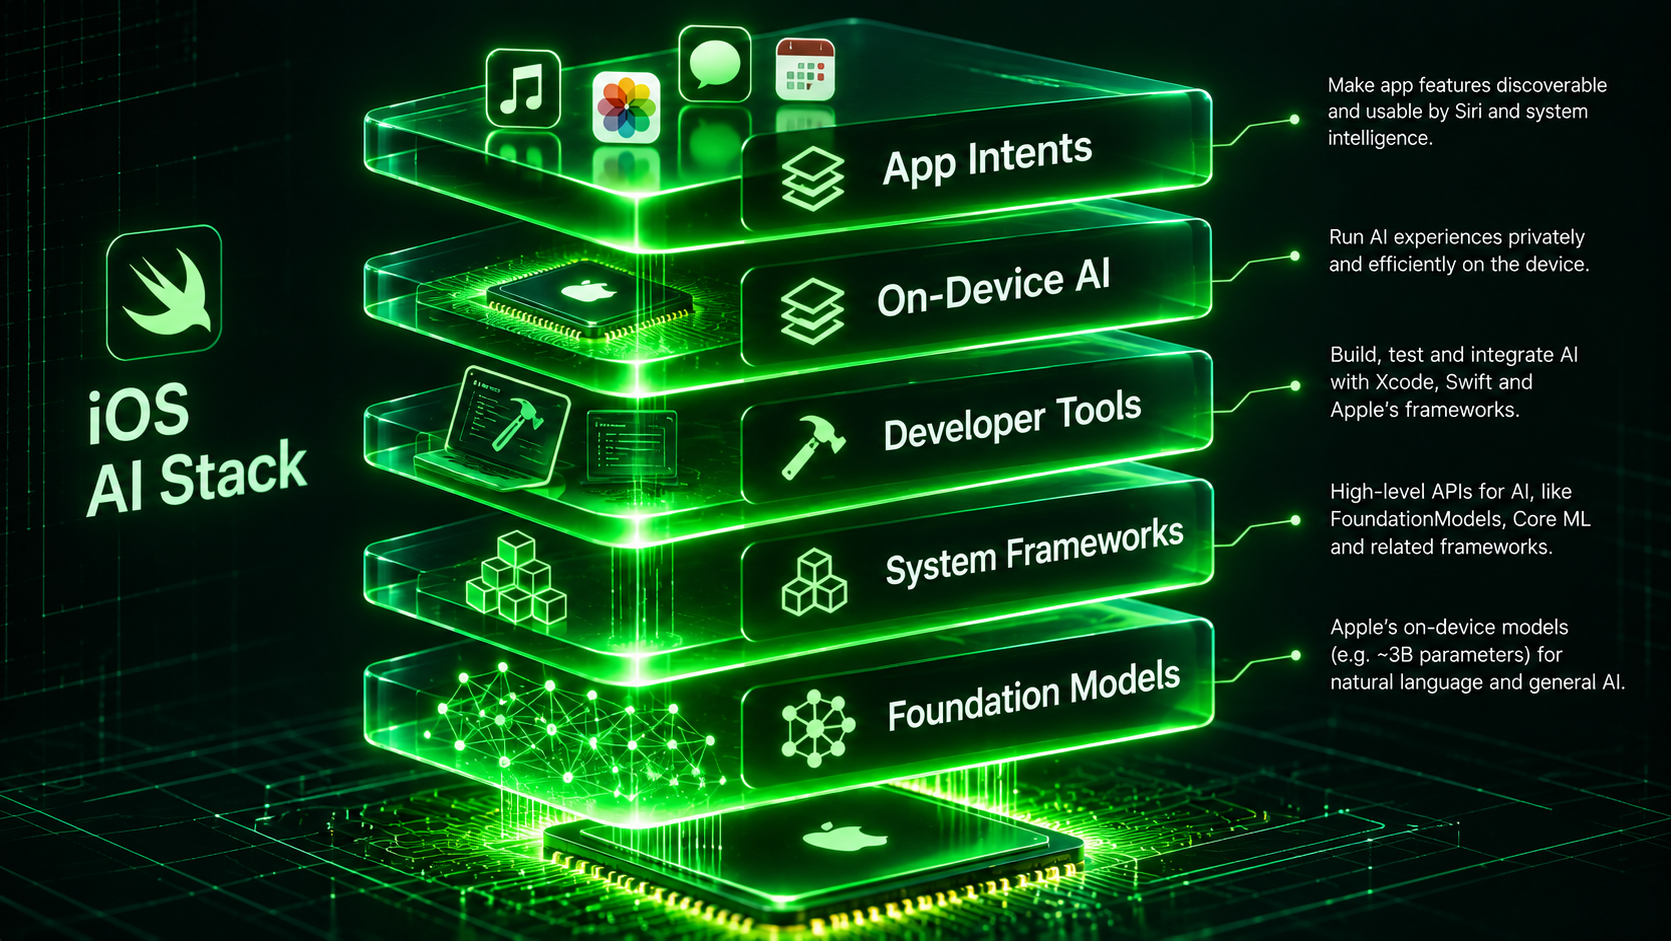 iOS
AI Stack
App Intents
Make app features discoverable
and usable by Siri and system
intelligence.
On-Device AI
Run AI experiences privately
and efficiently on the device.
Developer Tools
Build, test and integrate AI
with Xcode, Swift and
Apple’s frameworks.
System Frameworks
High-level APIs for AI, like
FoundationModels, Core ML
and related frameworks.
Foundation Models
Apple’s on-device models
(e.g. ~3B parameters) for
natural language and general AI.